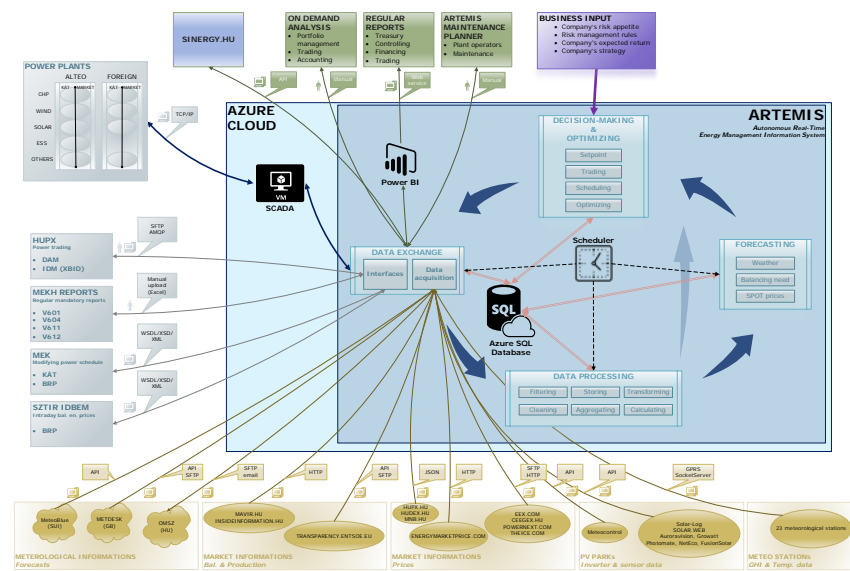 SINERGY.HU
ON DEMAND
ANALYSIS
• Portfolio
management
• Trading
• Accounting
REGULAR
REPORTS
• Treasury
• Controlling
• Financing
• Trading
ARTEMIS
MAINTENANCE
PLANNER
• Plant operators
• Maintenance
BUSINESS INPUT
• Company's risk appetite
• Risk management rules
• Company's expected return
• Company's strategy
API
Manual
Web
service
Manual
POWER PLANTS
ALTEO
FOREIGN
KÁT
MARKET
KÁT
MARKET
CHP
WIND
SOLAR
ESS
OTHERS
TCP/IP
AZURE
CLOUD
ARTEMIS
Autonomous Real-Time
Energy Management Information System
DECISION-MAKING
&
OPTIMIZING
Setpoint
Trading
Scheduling
Optimizing
Power BI
VM
SCADA
HUPX
Power trading
• DAM
• IDM (XBID)
SFTP
AMQP
MEKH REPORTS
Regular mandatory reports
• V601
• V604
• V611
• V612
Manual
upload
(Excel)
MEK
Modifying power schedule
• KÁT
• BRP
WSDL/XSD/
XML
SZTIR IDBEM
Intraday bal. en. prices
• BRP
WSDL/XSD/
XML
DATA EXCHANGE
Interfaces
Data
acquisition
Scheduler
FORECASTING
Weather
Balancing need
SPOT prices
SQL
Azure SQL
Database
DATA PROCESSING
Filtering
Storing
Transforming
Cleaning
Aggregating
Calculating
API
API
SFTP
SFTP
email
HTTP
API
SFTP
JSON
HTTP
SFTP
HTTP
API
API
GPRS
SocketServer
MeteoBlue
(SUI)
METDESK
(GB)
OMSZ
(HU)
METEROLOGICAL INFORMATIONS
Forecasts
MAVIR.HU
INSIDEINFORMATION.HU
TRANSPARENCY.ENTSOE.EU
MARKET INFORMATIONS
Bal. & Production
HUPX.HU
HUDEX.HU
MNB.HU
ENERGYMARKETPRICE.COM
EEX.COM
CEEGEX.HU
POWERNEXT.COM
THEICE.COM
MARKET INFORMATIONS
Prices
Meteocontrol
Solar-Log
SOLAR.WEB
Auroravision, Growatt
Photomate, NetEco, FusionSolar
PV PARKs
Inverter & sensor data
23 meteorological stations
METEO STATIONS
GHI & Temp. data